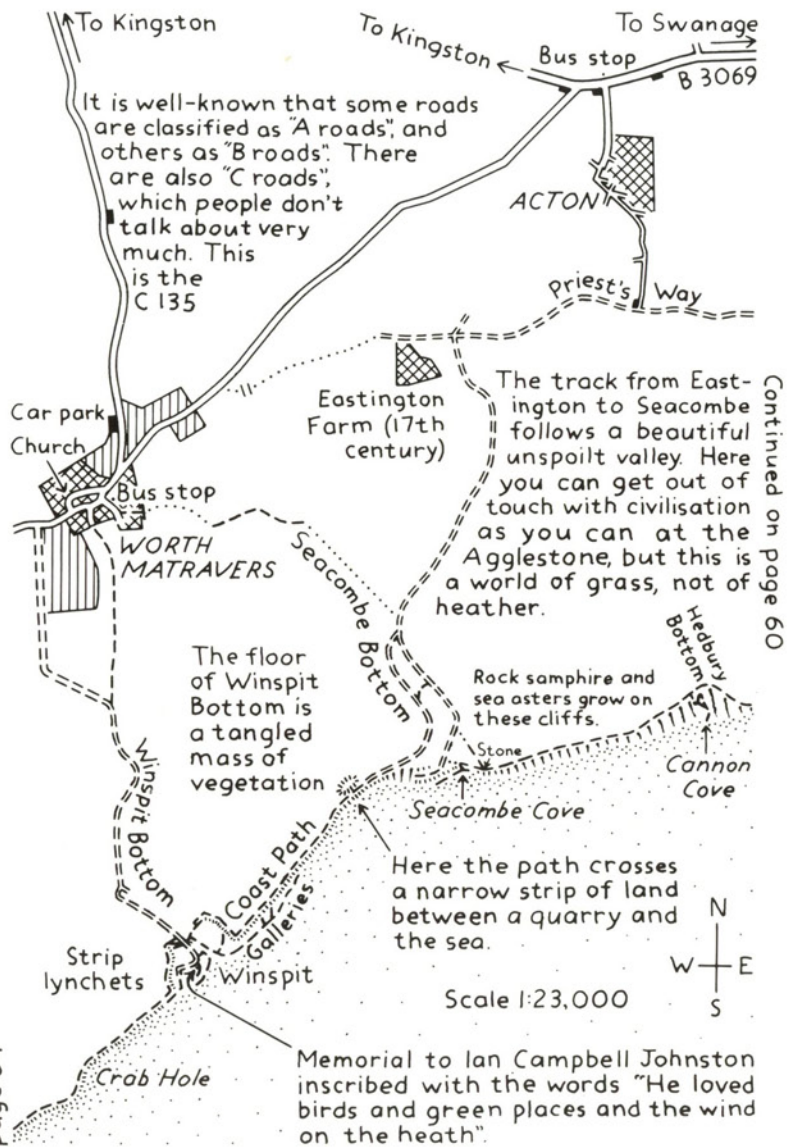 To Kingston
To Kingston
Bus stop
To Swanage
B 3069
It is well-known that some roads
are classified as "A roads", and
others as "B roads". There
are also "C roads",
which people don't
talk about very
much. This
is the
C 135
ACTON
Priest's Way
Car park
Church
Bus stop
WORTH
MATRAVERS
Eastington
Farm (17th
century)
The track from East-
ington to Seacombe
follows a beautiful
unspoilt valley. Here
you can get out of
touch with civilisation
as you can at the
Agglestone, but this is
a world of grass, not of
heather.
Continued on page 60
Seacombe Bottom
Hedbury
Bottom
The floor
of Winspit
Bottom is
a tangled
mass of
vegetation
Rock samphire and
sea asters grow on
these cliffs.
Stone
Cannon
Cove
Seacombe Cove
Winspit Bottom
Coast Path
Galleries
Here the path crosses
a narrow strip of land
between a quarry and
the sea.
Strip
lynchets
Winspit
N
W E
S
Scale 1:23,000
Crab Hole
Memorial to Ian Campbell Johnston
inscribed with the words "He loved
birds and green places and the wind
on the heath".